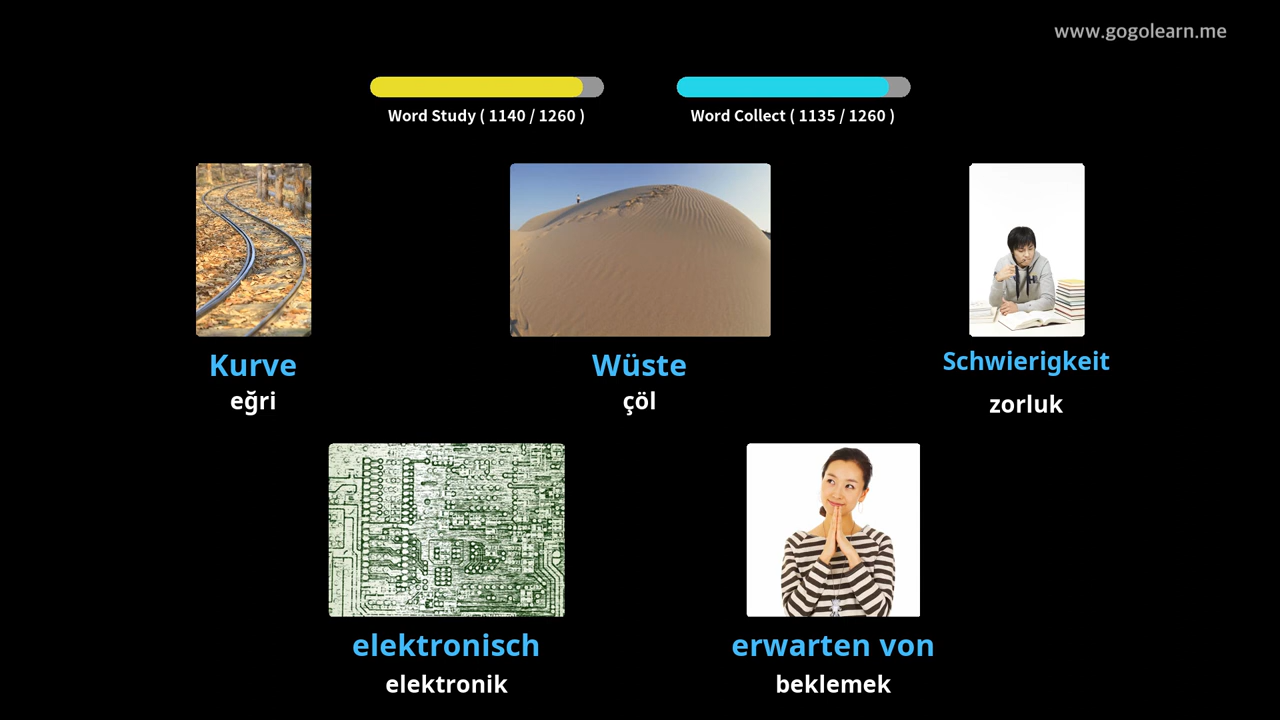 www.gogolearn.me
Word Study ( 1140 / 1260 )
Word Collect ( 1135 / 1260 )
Kurve
eğri
Wüste
çöl
Schwierigkeit
zorluk
elektronisch
elektronik
erwarten von
beklemek